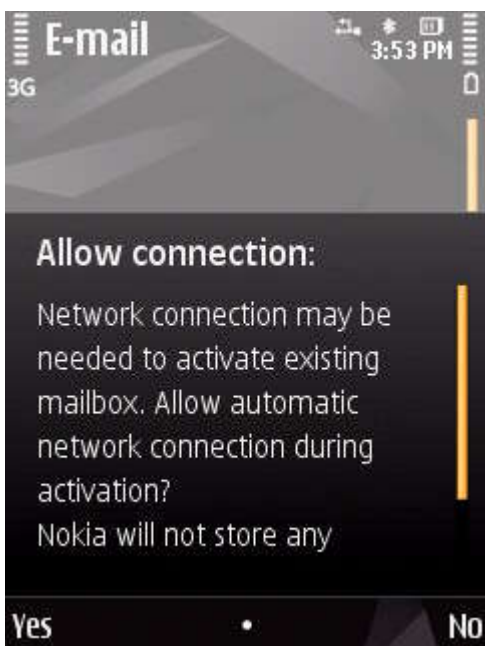 E-mail
3:53 PM
3G
Allow connection:
Network connection may be
needed to activate existing
mailbox. Allow automatic
network connection during
activation?
Nokia will not store any
Yes
No